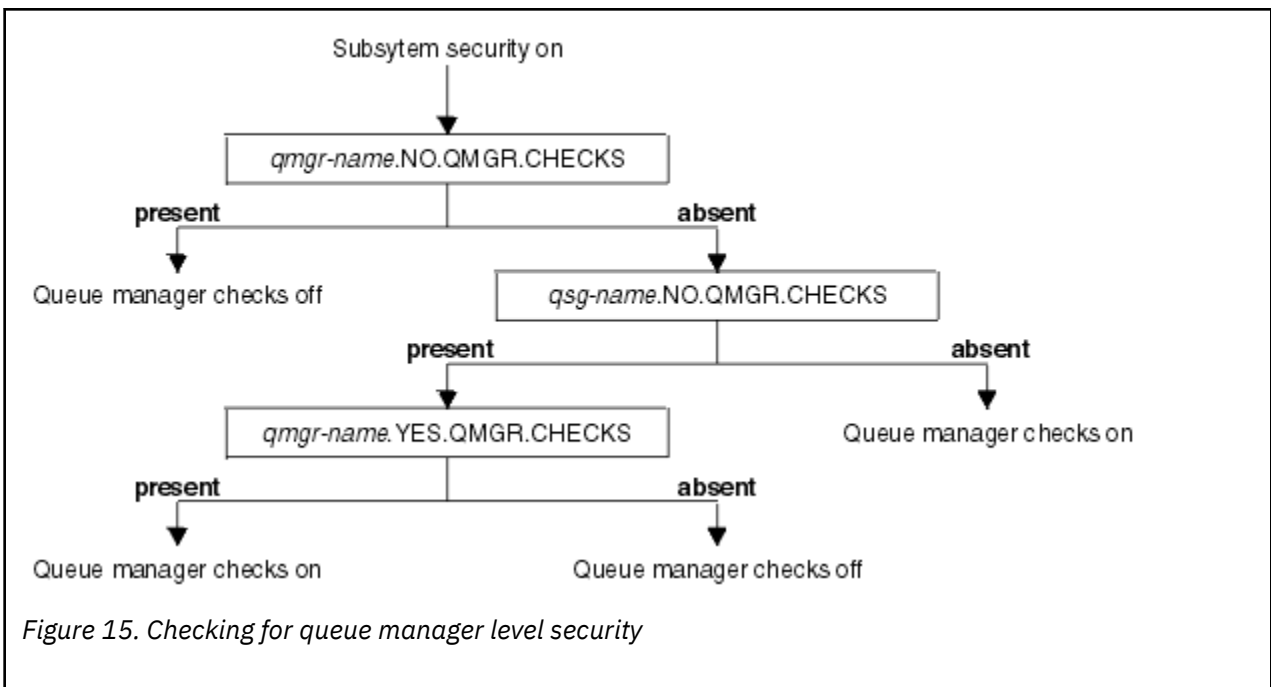 Subsytem security on
qmgr-name.NO.QMGR.CHECKS
present absent
Queue manager checks off
qsg-name.NO.QMGR.CHECKS
present absent
qmgr-name.YES.QMGR.CHECKS
Queue manager checks on
present absent
Queue manager checks on Queue manager checks off
Figure 15. Checking for queue manager level security